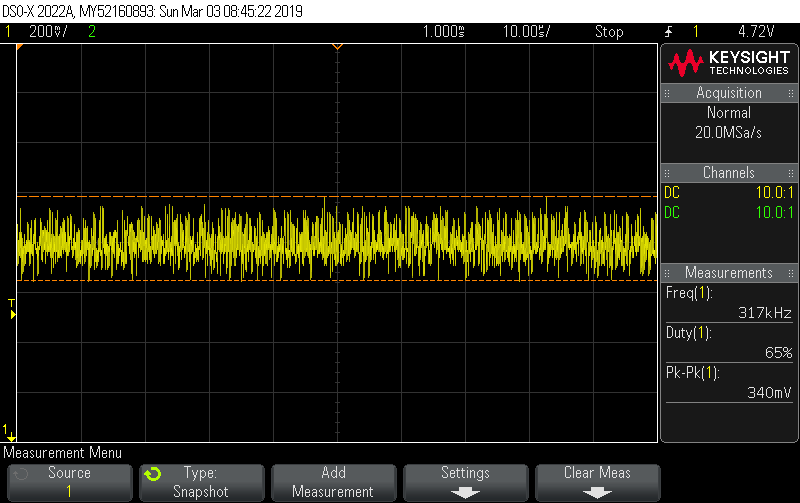 DSO-X 2022A, MY52160893: Sun Mar 03 08:45:22 2019
1 200mV/ 2 1.000s 10.00s/ Stop 1 4.72V
KEYSIGHT
TECHNOLOGIES
Acquisition
Normal
20.0MSa/s
Channels
DC 10.0:1
DC 10.0:1
Measurements
Freq(1):
317kHz
Duty(1):
65%
Pk-Pk(1):
340mV
T
1
Measurement Menu
Source
1
Type:
Snapshot
Add
Measurement
Settings
Clear Meas